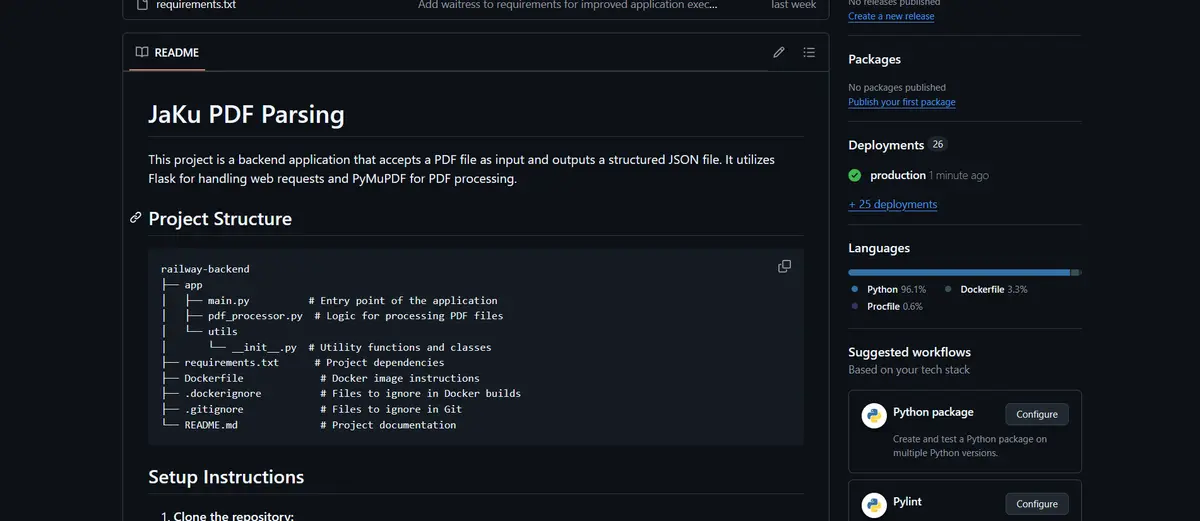 requirements.txt Add waitress to requirements for improved application exec... last week
README
JaKu PDF Parsing
This project is a backend application that accepts a PDF file as input and outputs a structured JSON file. It utilizes
Flask for handling web requests and PyMuPDF for PDF processing.
Project Structure
railway-backend
├── app
│   ├── main.py          # Entry point of the application
│   ├── pdf_processor.py  # Logic for processing PDF files
│   └── utils
│       └── __init__.py  # Utility functions and classes
├── requirements.txt      # Project dependencies
├── Dockerfile            # Docker image instructions
├── .dockerignore         # Files to ignore in Docker builds
├── .gitignore            # Files to ignore in Git
└── README.md             # Project documentation
Setup Instructions
1. Clone the repository:
No releases published
Create a new release
Packages
No packages published
Publish your first package
Deployments 26
production 1 minute ago
+ 25 deployments
Languages
Python 96.1% Dockerfile 3.3%
Procfile 0.6%
Suggested workflows
Based on your tech stack
Python package Configure
Create and test a Python package on
multiple Python versions.
Pylint Configure